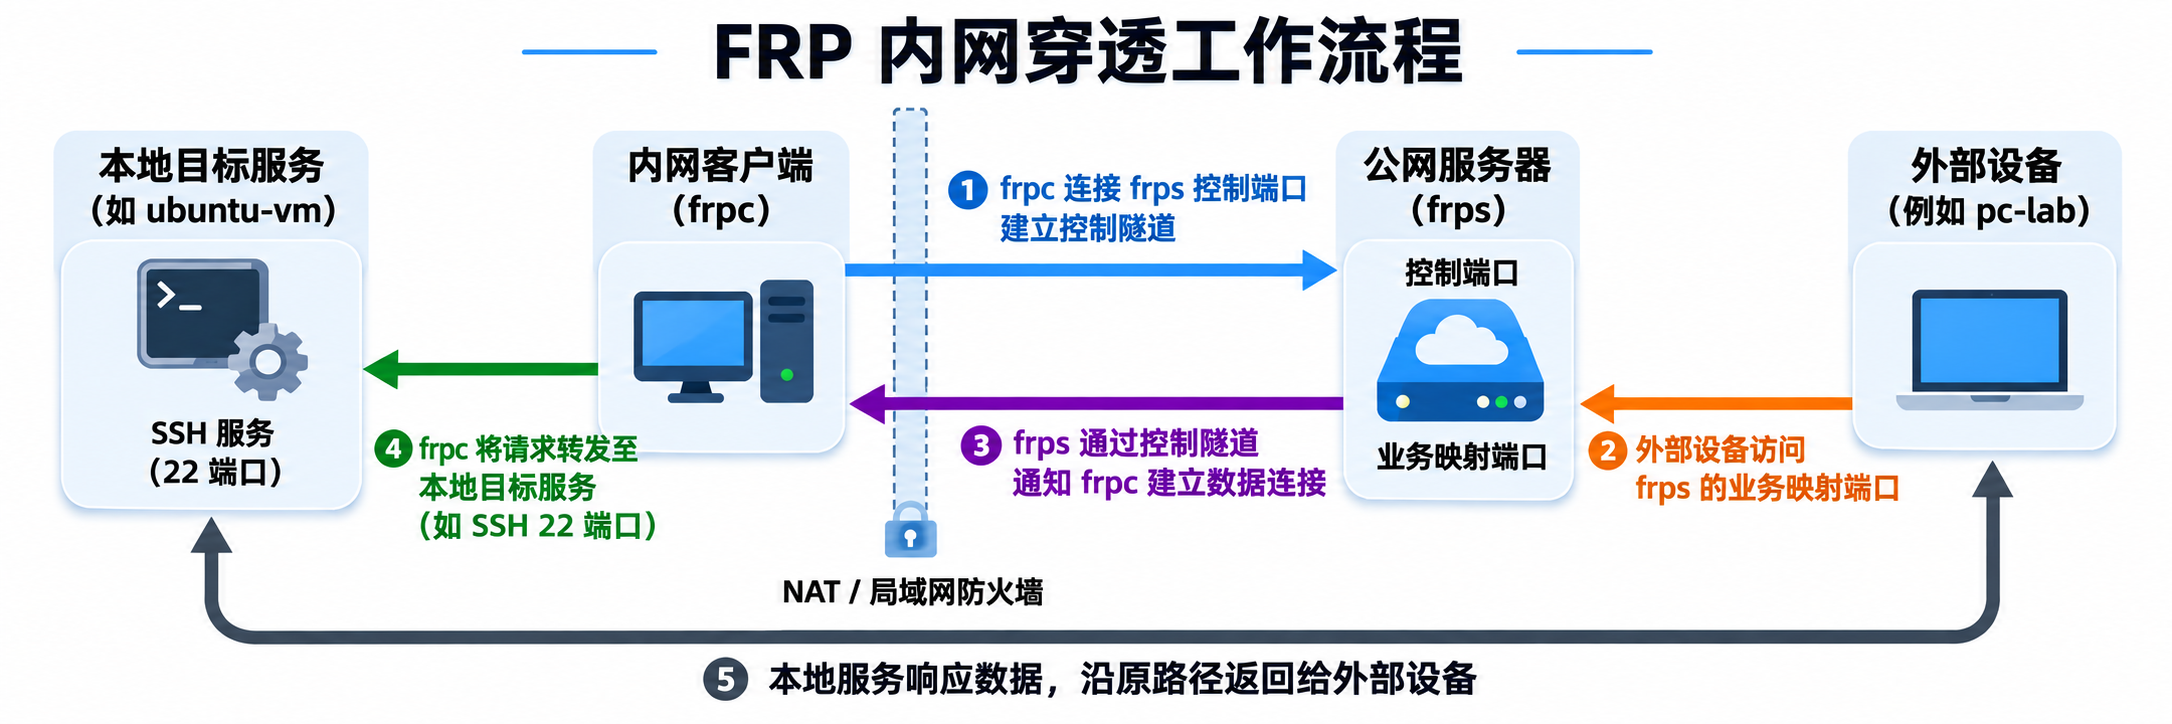 FRP 内网穿透工作流程
本地目标服务
（如 ubuntu-vm）
>_
SSH 服务
（22 端口）
内网客户端
（frpc）
1 frpc 连接 frps 控制端口
建立控制隧道
公网服务器
（frps）
控制端口
业务映射端口
外部设备
（例如 pc-lab）
4 frpc 将请求转发至
本地目标服务
（如 SSH 22 端口）
3 frps 通过控制隧道
通知 frpc 建立数据连接
2 外部设备访问
frps 的业务映射端口
NAT / 局域网防火墙
5 本地服务响应数据，沿原路径返回给外部设备